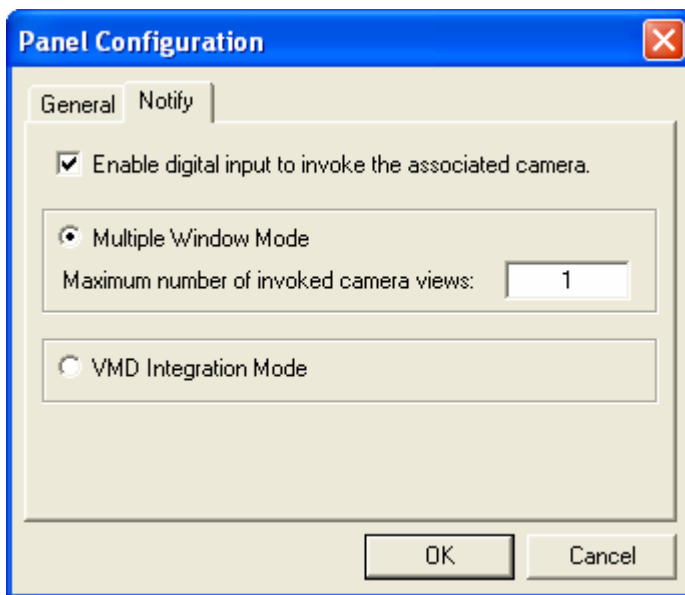 Panel Configuration
General
Notify
Enable digital input to invoke the associated camera.
Multiple Window Mode
Maximum number of invoked camera views:
1
VMD Integration Mode
OK
Cancel